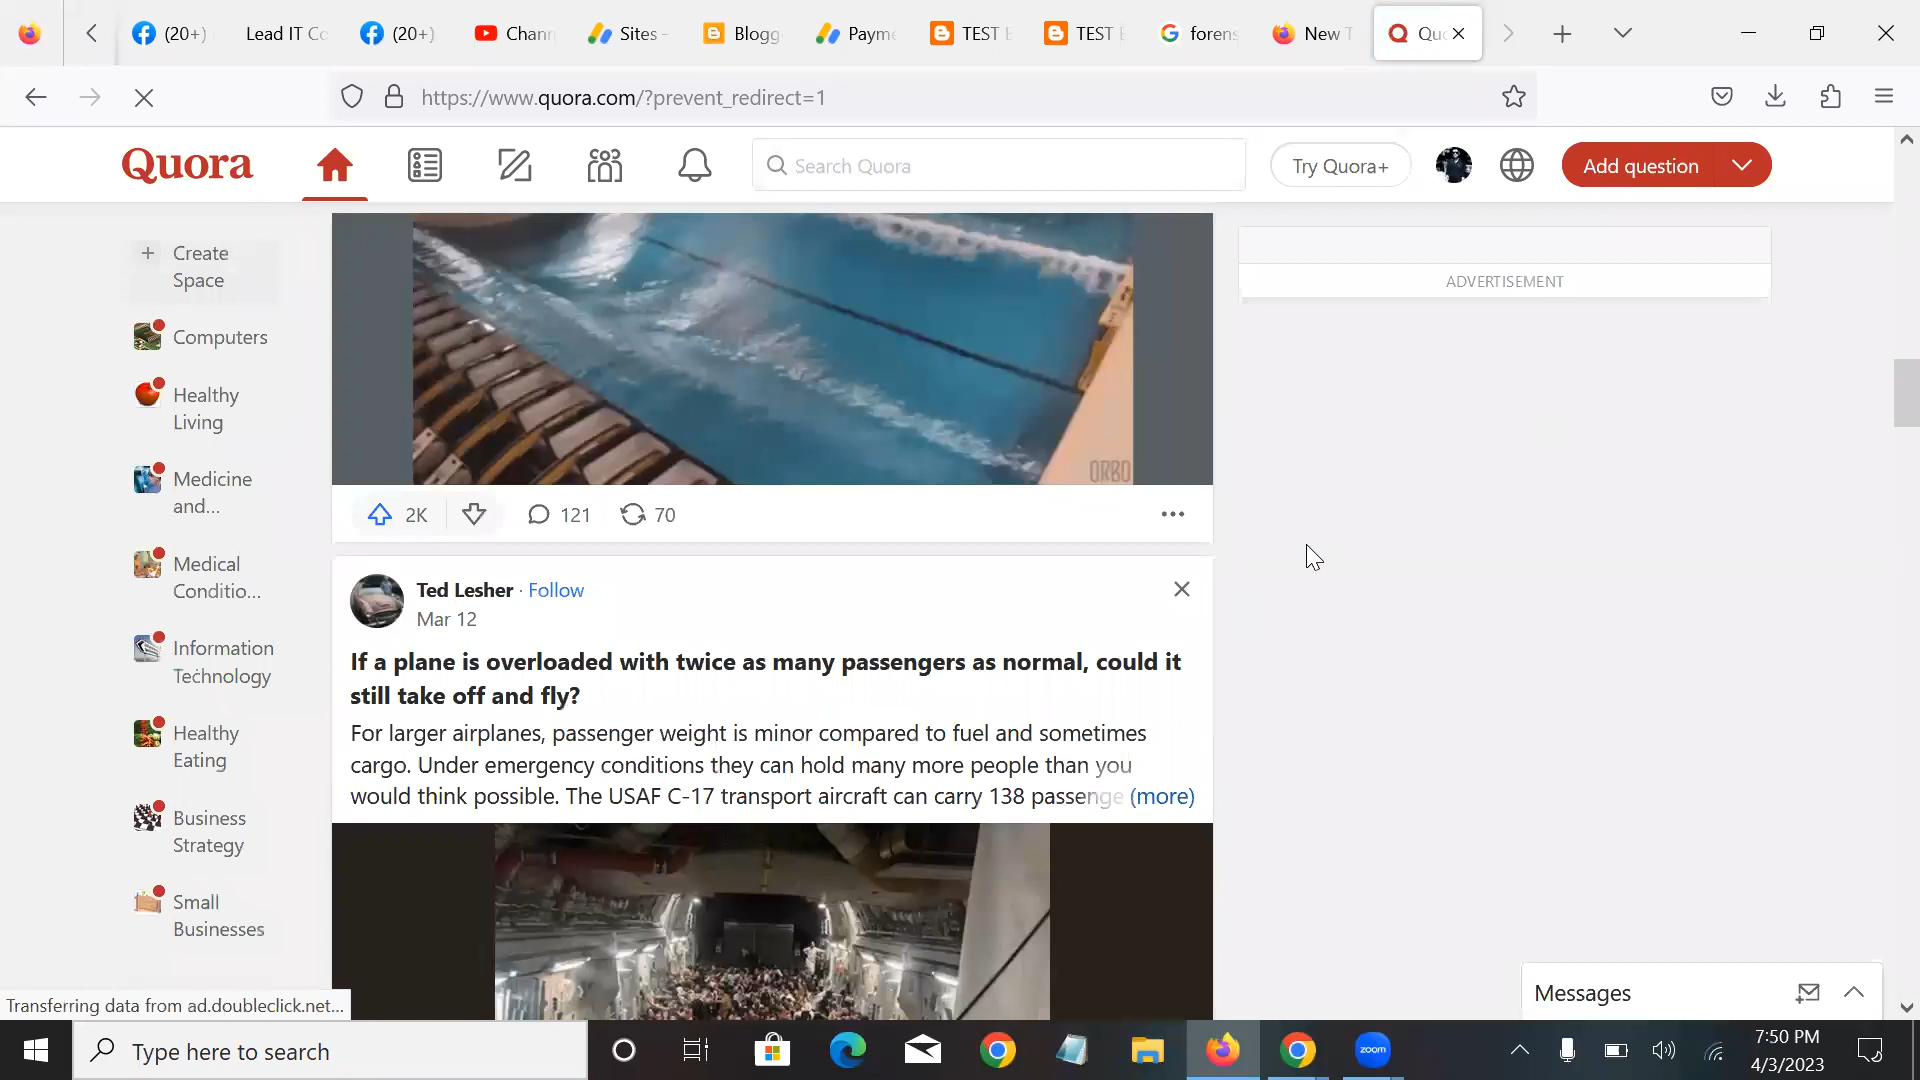 (20+)
Lead IT Co
(20+)
Chann
Sites -
Blogg
Payme
TEST E
TEST E
forens
New T
Quo
https://www.quora.com/?prevent_redirect=1
Quora
Search Quora
Try Quora+
Add question
Create
Space
Computers
Healthy
Living
Medicine
and...
Medical
Conditio...
Information
Technology
Healthy
Eating
Business
Strategy
Small
Businesses
ORBO
2K
121
70
Ted Lesher · Follow
Mar 12
If a plane is overloaded with twice as many passengers as normal, could it
still take off and fly?
For larger airplanes, passenger weight is minor compared to fuel and sometimes
cargo. Under emergency conditions they can hold many more people than you
would think possible. The USAF C-17 transport aircraft can carry 138 passenge (more)
ADVERTISEMENT
Messages
Transferring data from ad.doubleclick.net...
Type here to search
zoom
7:50 PM
4/3/2023